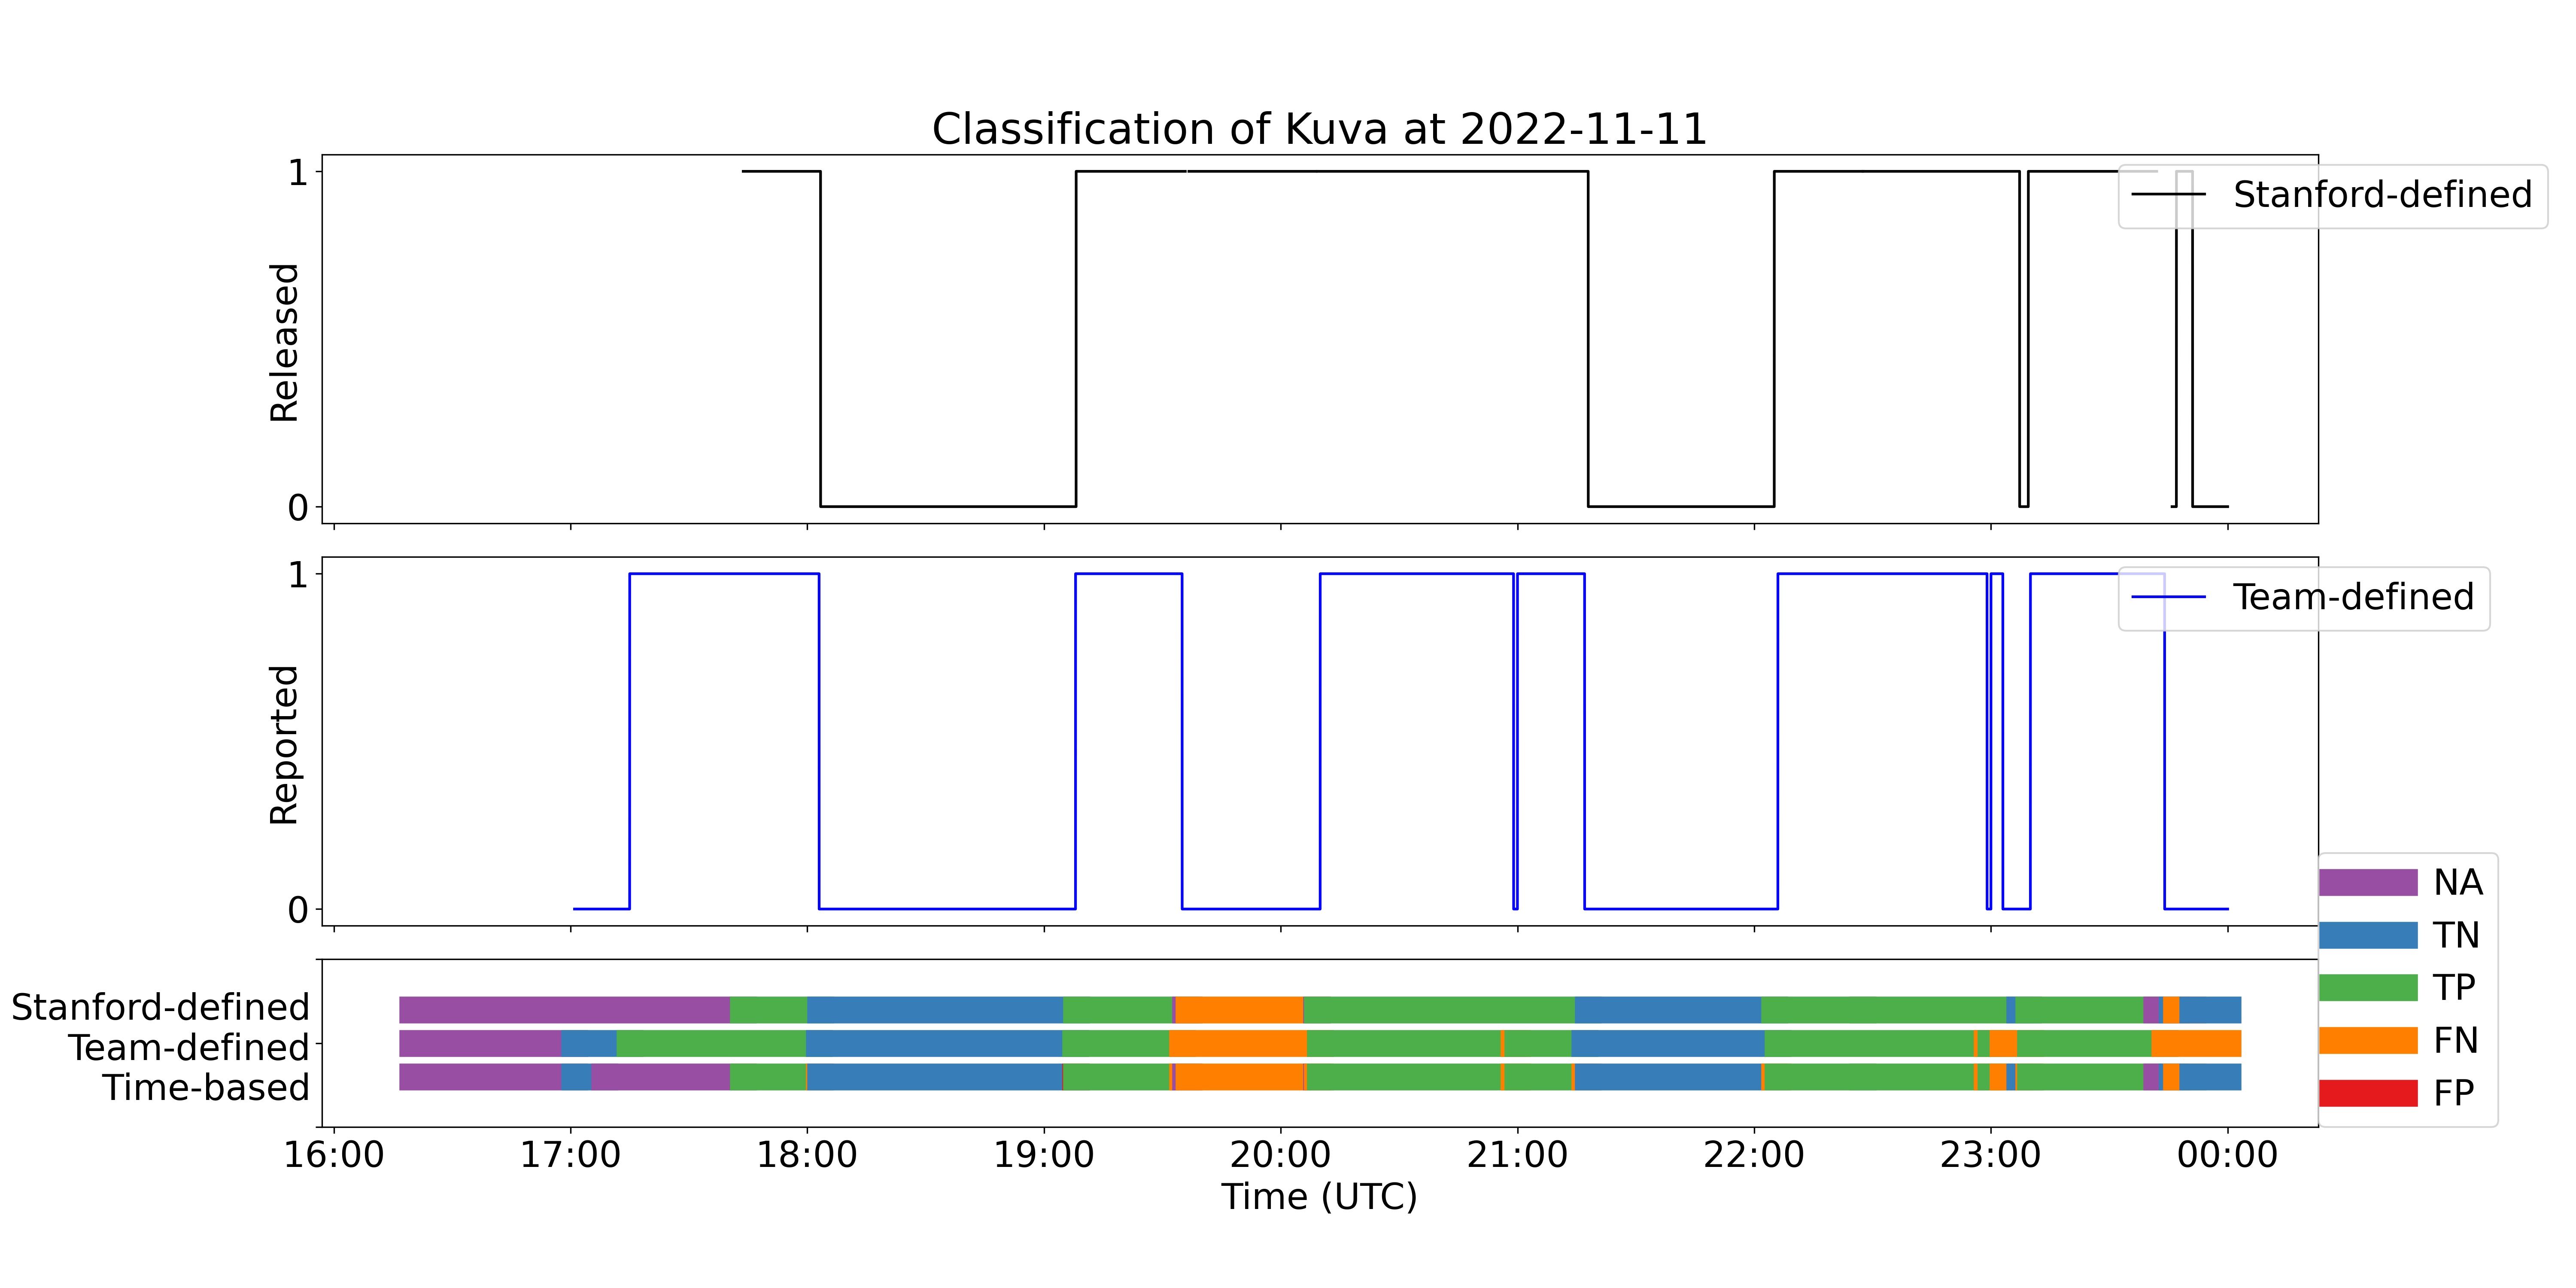 Classification of Kuva at 2022-11-11
1
0
Released
Stanford-defined
1
0
Reported
Team-defined
Stanford-defined
Team-defined
Time-based
NA
TN
TP
FN
FP
16:00 17:00 18:00 19:00 20:00 21:00 22:00 23:00 00:00
Time (UTC)